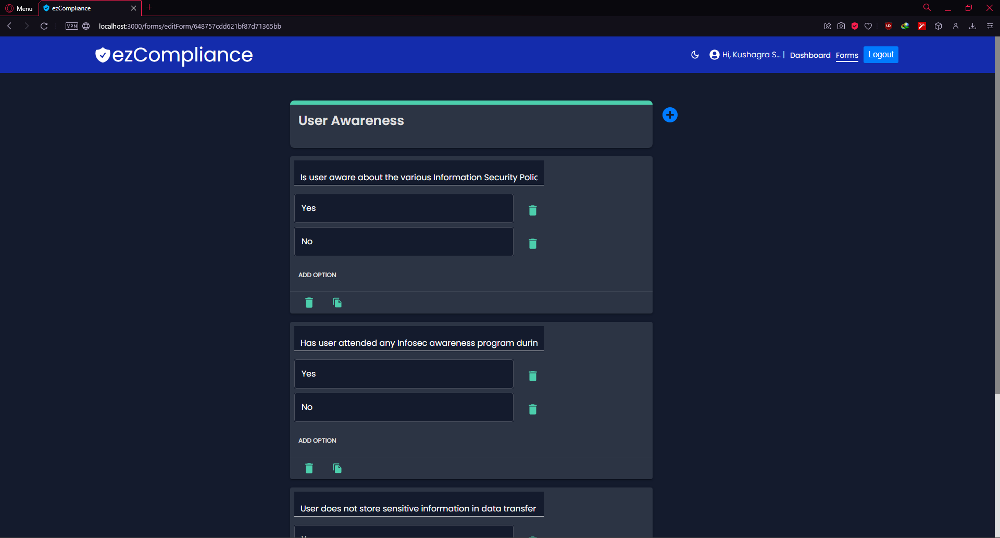 Menu
ezCompliance
VPN
localhost:3000/forms/editForm/648757cdd621bf87d71365bb
ezCompliance
Hi, Kushagra S... |
Dashboard
Forms
Logout
User Awareness
Is user aware about the various Information Security Polic
Yes
No
ADD OPTION
Has user attended any Infosec awareness program durin
Yes
No
ADD OPTION
User does not store sensitive information in data transfer